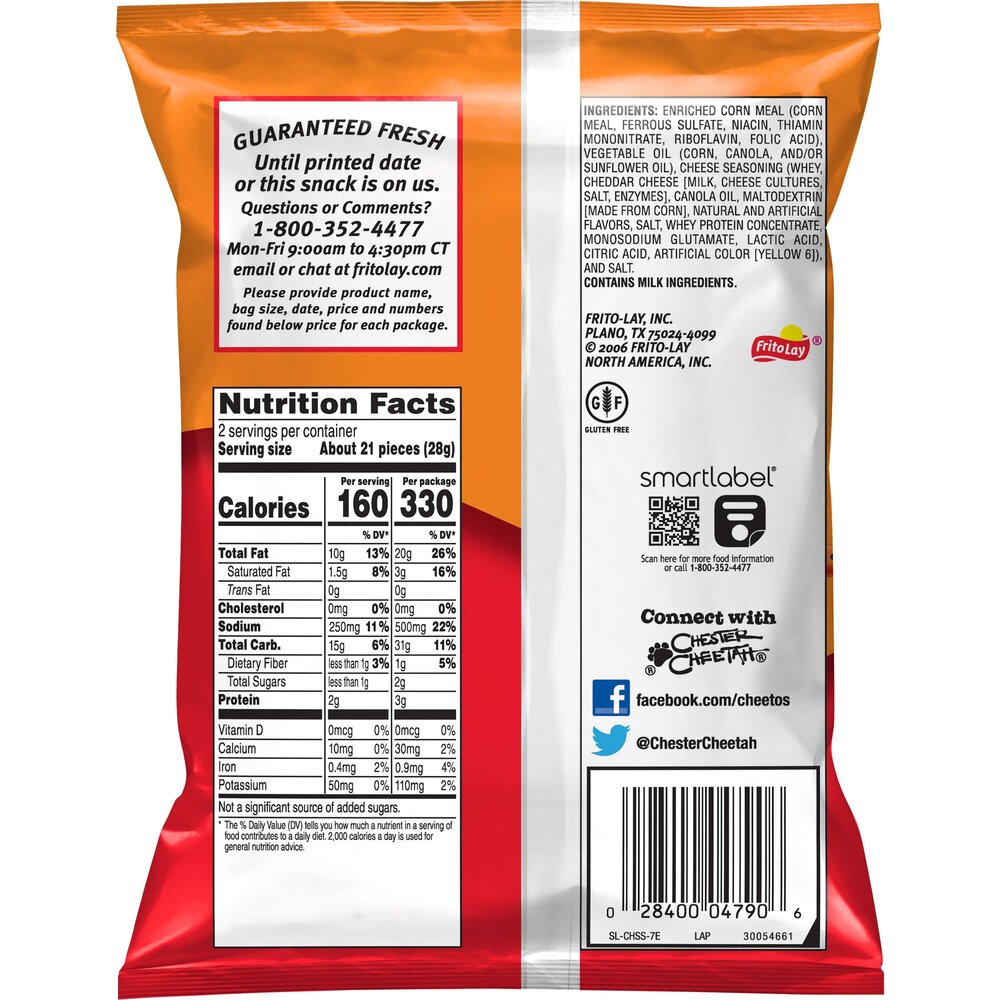 GUARANTEED FRESH
Until printed date
or this snack is on us.
Questions or Comments?
1-800-352-4477
Mon-Fri 9:00am to 4:30pm CT
email or chat at fritolay.com
Please provide product name,
bag size, date, price and numbers
found below price for each package.
Nutrition Facts
2 servings per container
Serving size About 21 pieces (28g)
Per serving Per package
Calories 160 330
% DV* % DV*
Total Fat 10g 13% 20g 26%
Saturated Fat 1.5g 8% 3g 16%
Trans Fat 0g 0g
Cholesterol 0mg 0% 0mg 0%
Sodium 250mg 11% 500mg 22%
Total Carb. 15g 6% 31g 11%
Dietary Fiber less than 1g 3% 1g 5%
Total Sugars less than 1g 2g
Protein 2g 3g
Vitamin D 0mcg 0% 0mcg 0%
Calcium 10mg 0% 30mg 2%
Iron 0.4mg 2% 0.9mg 4%
Potassium 50mg 0% 110mg 2%
Not a significant source of added sugars.
* The % Daily Value (DV) tells you how much a nutrient in a serving of
food contributes to a daily diet. 2,000 calories a day is used for
general nutrition advice.
INGREDIENTS: ENRICHED CORN MEAL (CORN
MEAL, FERROUS SULFATE, NIACIN, THIAMIN
MONONITRATE, RIBOFLAVIN, FOLIC ACID),
VEGETABLE OIL (CORN, CANOLA, AND/OR
SUNFLOWER OIL), CHEESE SEASONING (WHEY,
CHEDDAR CHEESE [MILK, CHEESE CULTURES,
SALT, ENZYMES], CANOLA OIL, MALTODEXTRIN
[MADE FROM CORN], NATURAL AND ARTIFICIAL
FLAVORS, SALT, WHEY PROTEIN CONCENTRATE,
MONOSODIUM GLUTAMATE, LACTIC ACID,
CITRIC ACID, ARTIFICIAL COLOR [YELLOW 6]),
AND SALT.
CONTAINS MILK INGREDIENTS.
FRITO-LAY, INC.
PLANO, TX 75024-4099
© 2006 FRITO-LAY
NORTH AMERICA, INC.
FritoLay®
G F
GLUTEN FREE
smartlabel®
Scan here for more food information
or call 1-800-352-4477
Connect with
CHESTER
® CHEETAH®
f facebook.com/cheetos
@ChesterCheetah
0 28400 04790 6
SL-CHSS-7E LAP 30054661